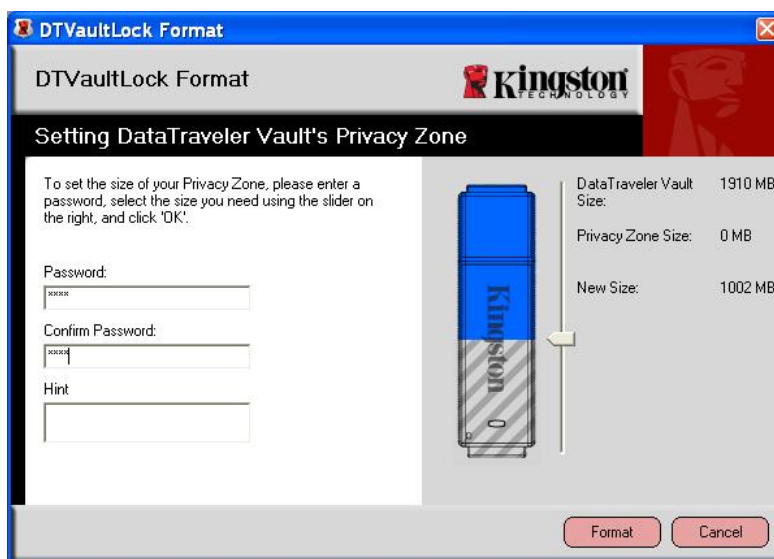 DTVaultLock Format
DTVaultLock Format
Kingston
TECHNOLOGY
Setting DataTraveler Vault's Privacy Zone
To set the size of your Privacy Zone, please enter a
password, select the size you need using the slider on
the right, and click 'OK'.
Password:
××××
Confirm Password:
××××
Hint
Kingston
DataTraveler Vault
Size:
1910 MB
Privacy Zone Size:
0 MB
New Size:
1002 MB
Format
Cancel